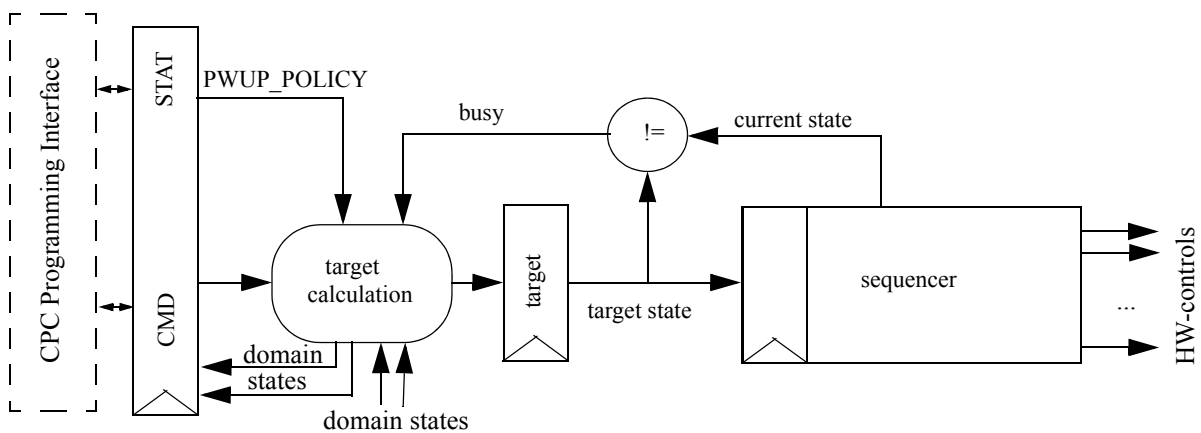 CPC Programming Interface
STAT
CMD
PWUP_POLICY
busy
!=
current state
target
calculation
target
target state
sequencer
...
HW-controls
domain
states
domain states